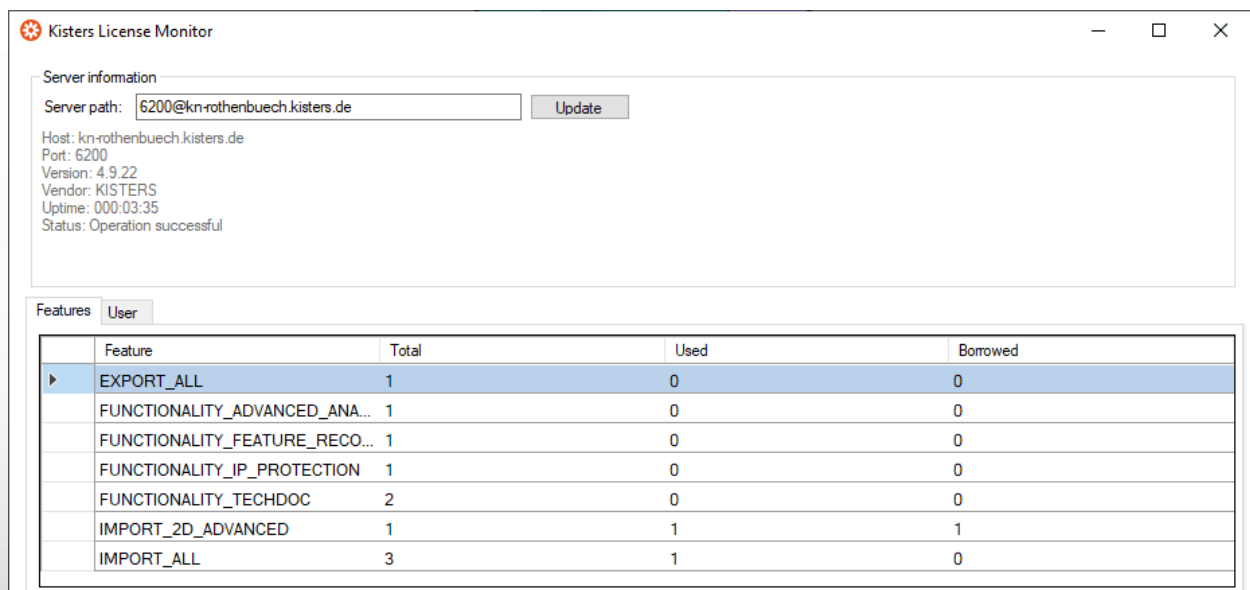 Kisters License Monitor
Server information
Server path: 6200@kn-rothenbuech.kisters.de Update
Host: kn-rothenbuech.kisters.de
Port: 6200
Version: 4.9.22
Vendor: KISTERS
Uptime: 000:03:35
Status: Operation successful
Features User
Feature Total Used Borrowed
EXPORT_ALL 1 0 0
FUNCTIONALITY_ADVANCED_ANA... 1 0 0
FUNCTIONALITY_FEATURE_RECO... 1 0 0
FUNCTIONALITY_IP_PROTECTION 1 0 0
FUNCTIONALITY_TECHDOC 2 0 0
IMPORT_2D_ADVANCED 1 1 1
IMPORT_ALL 3 1 0